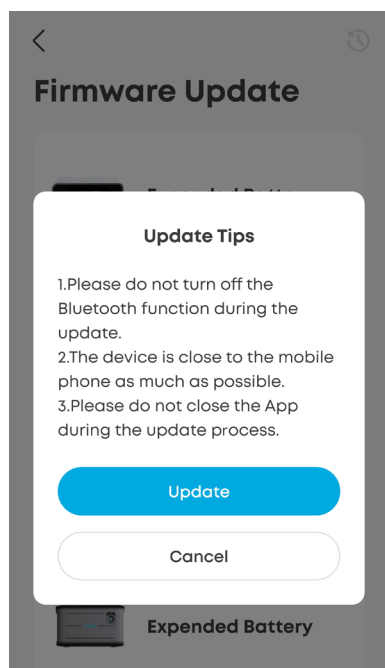 Firmware Update
Update Tips
1.Please do not turn off the
Bluetooth function during the
update.
2.The device is close to the mobile
phone as much as possible.
3.Please do not close the App
during the update process.
Update
Cancel
Expended Battery